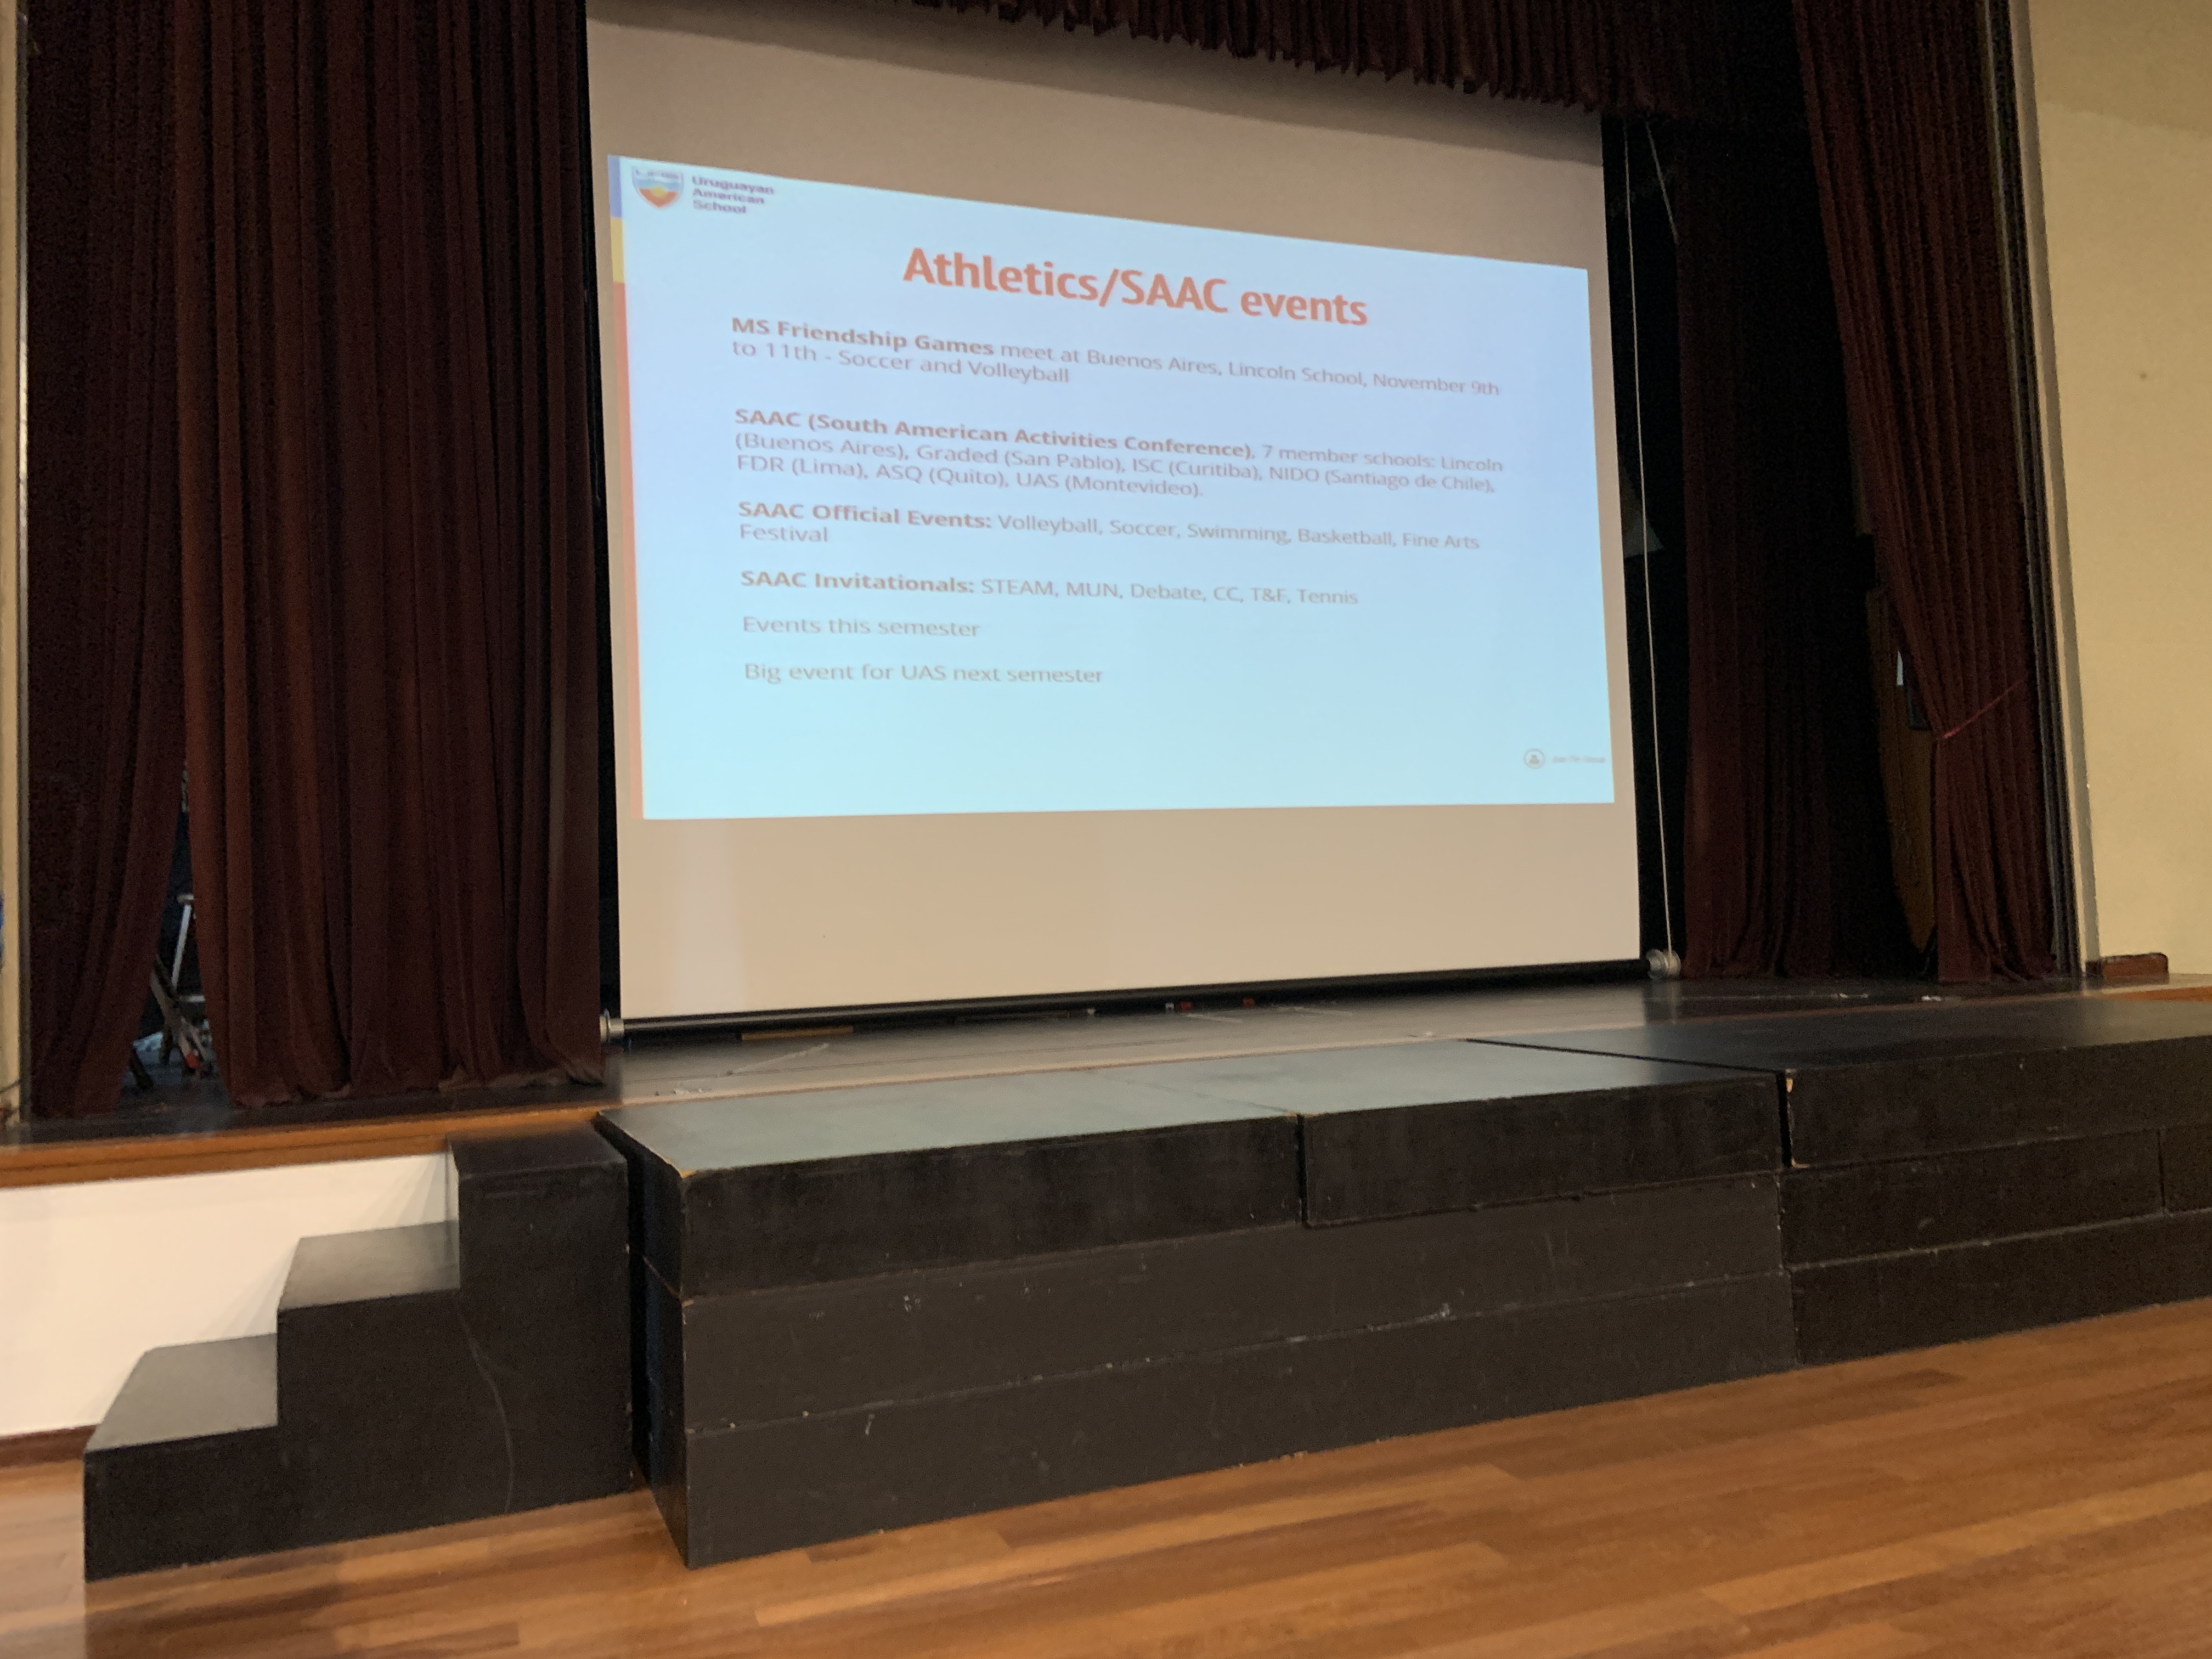 Uruguayan
American
School
Athletics/SAAC events
MS Friendship Games meet at Buenos Aires, Lincoln School, November 9th
to 11th - Soccer and Volleyball
SAAC (South American Activities Conference), 7 member schools: Lincoln
(Buenos Aires), Graded (San Pablo), ISC (Curitiba), NIDO (Santiago de Chile),
FDR (Lima), ASQ (Quito), UAS (Montevideo).
SAAC Official Events: Volleyball, Soccer, Swimming, Basketball, Fine Arts
Festival
SAAC Invitationals: STEAM, MUN, Debate, CC, T&F, Tennis
Events this semester
Big event for UAS next semester